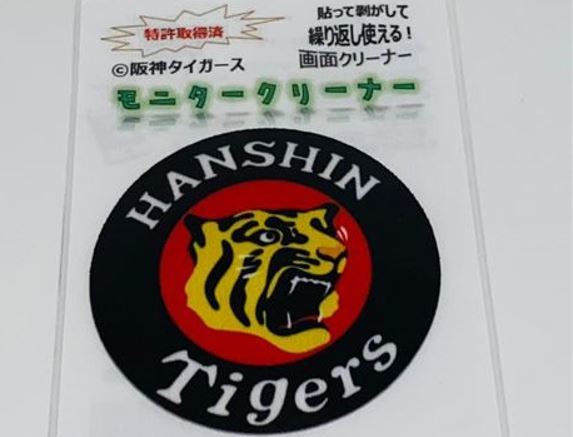 特許取得済
貼って剥がして
繰り返し使える！
画面クリーナー
©阪神タイガース
モニタークリーナー
HANSHIN
Tigers